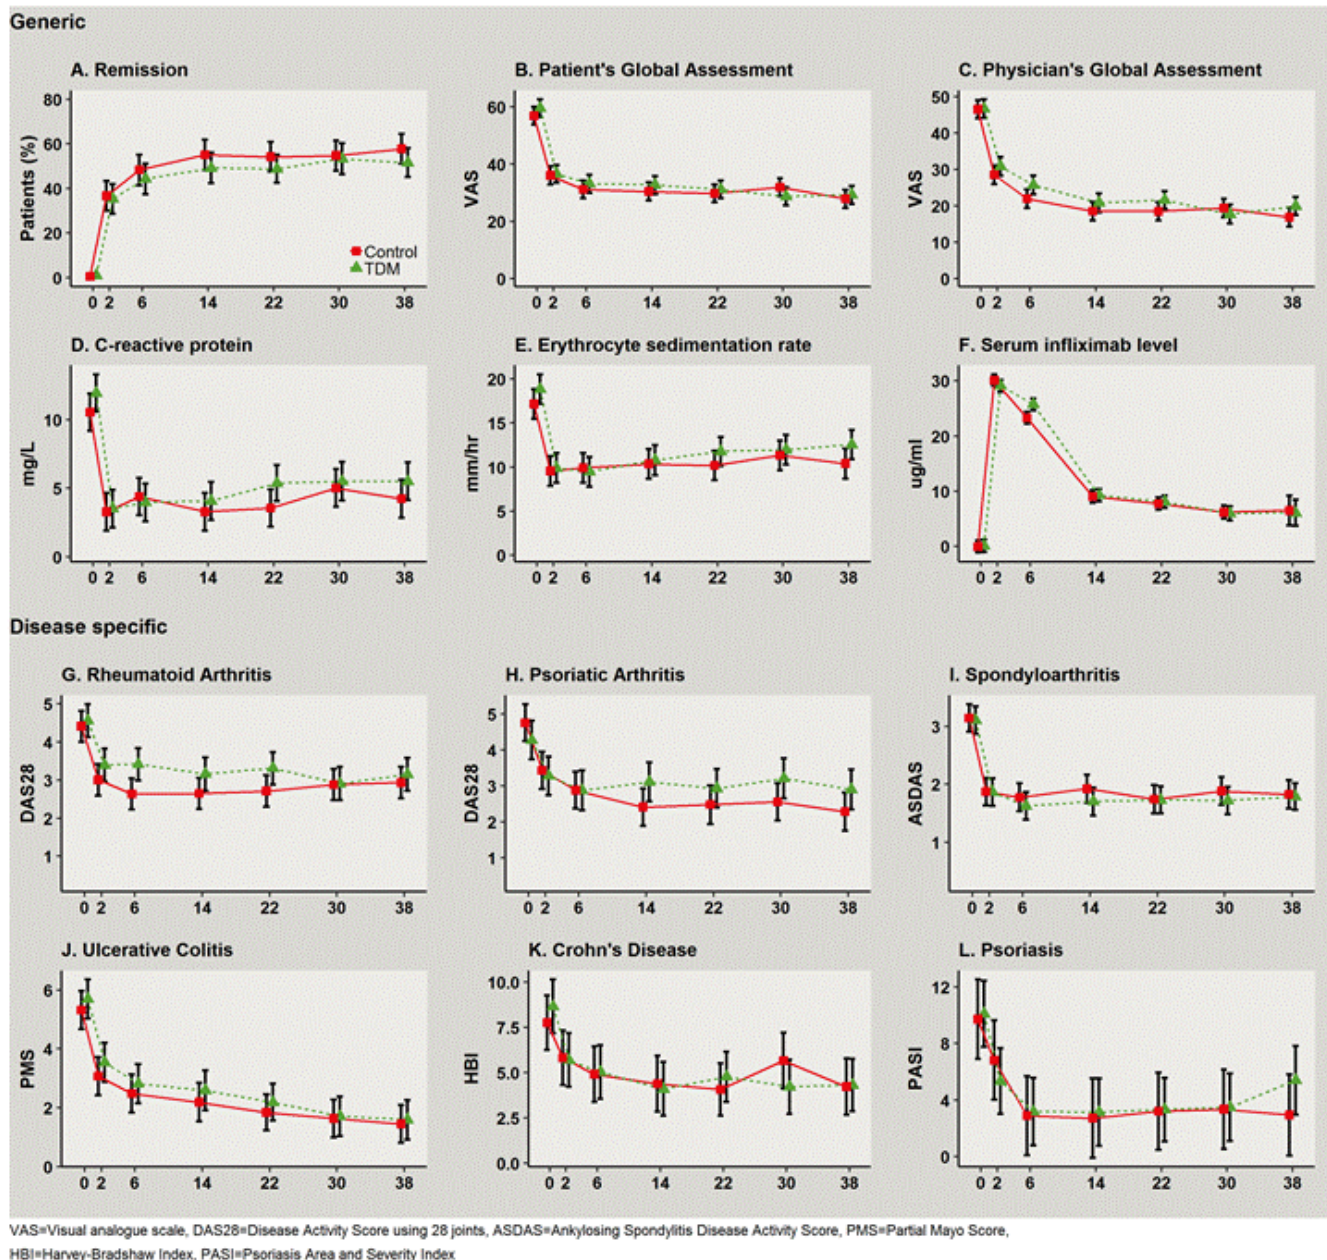 Generic
A. Remission
B. Patient's Global Assessment
C. Physician's Global Assessment
Patients (%)
80
60
40
20
0
Control
TDM
0 2 6 14 22 30 38
VAS
60
40
20
0
0 2 6 14 22 30 38
VAS
50
40
30
20
10
0
0 2 6 14 22 30 38
D. C-reactive protein
E. Erythrocyte sedimentation rate
F. Serum infliximab level
mg/L
10
5
0
0 2 6 14 22 30 38
mm/hr
20
15
10
5
0
0 2 6 14 22 30 38
ug/ml
30
20
10
0
0 2 6 14 22 30 38
Disease specific
G. Rheumatoid Arthritis
H. Psoriatic Arthritis
I. Spondyloarthritis
DAS28
5
4
3
2
1
0 2 6 14 22 30 38
DAS28
5
4
3
2
1
0 2 6 14 22 30 38
ASDAS
3
2
1
0 2 6 14 22 30 38
J. Ulcerative Colitis
K. Crohn's Disease
L. Psoriasis
PMS
6
4
2
0
0 2 6 14 22 30 38
HBI
10.0
7.5
5.0
2.5
0.0
0 2 6 14 22 30 38
PASI
12
8
4
0
0 2 6 14 22 30 38
VAS=Visual analogue scale, DAS28=Disease Activity Score using 28 joints, ASDAS=Ankylosing Spondylitis Disease Activity Score, PMS=Partial Mayo Score,
HBI=Harvey-Bradshaw Index, PASI=Psoriasis Area and Severity Index